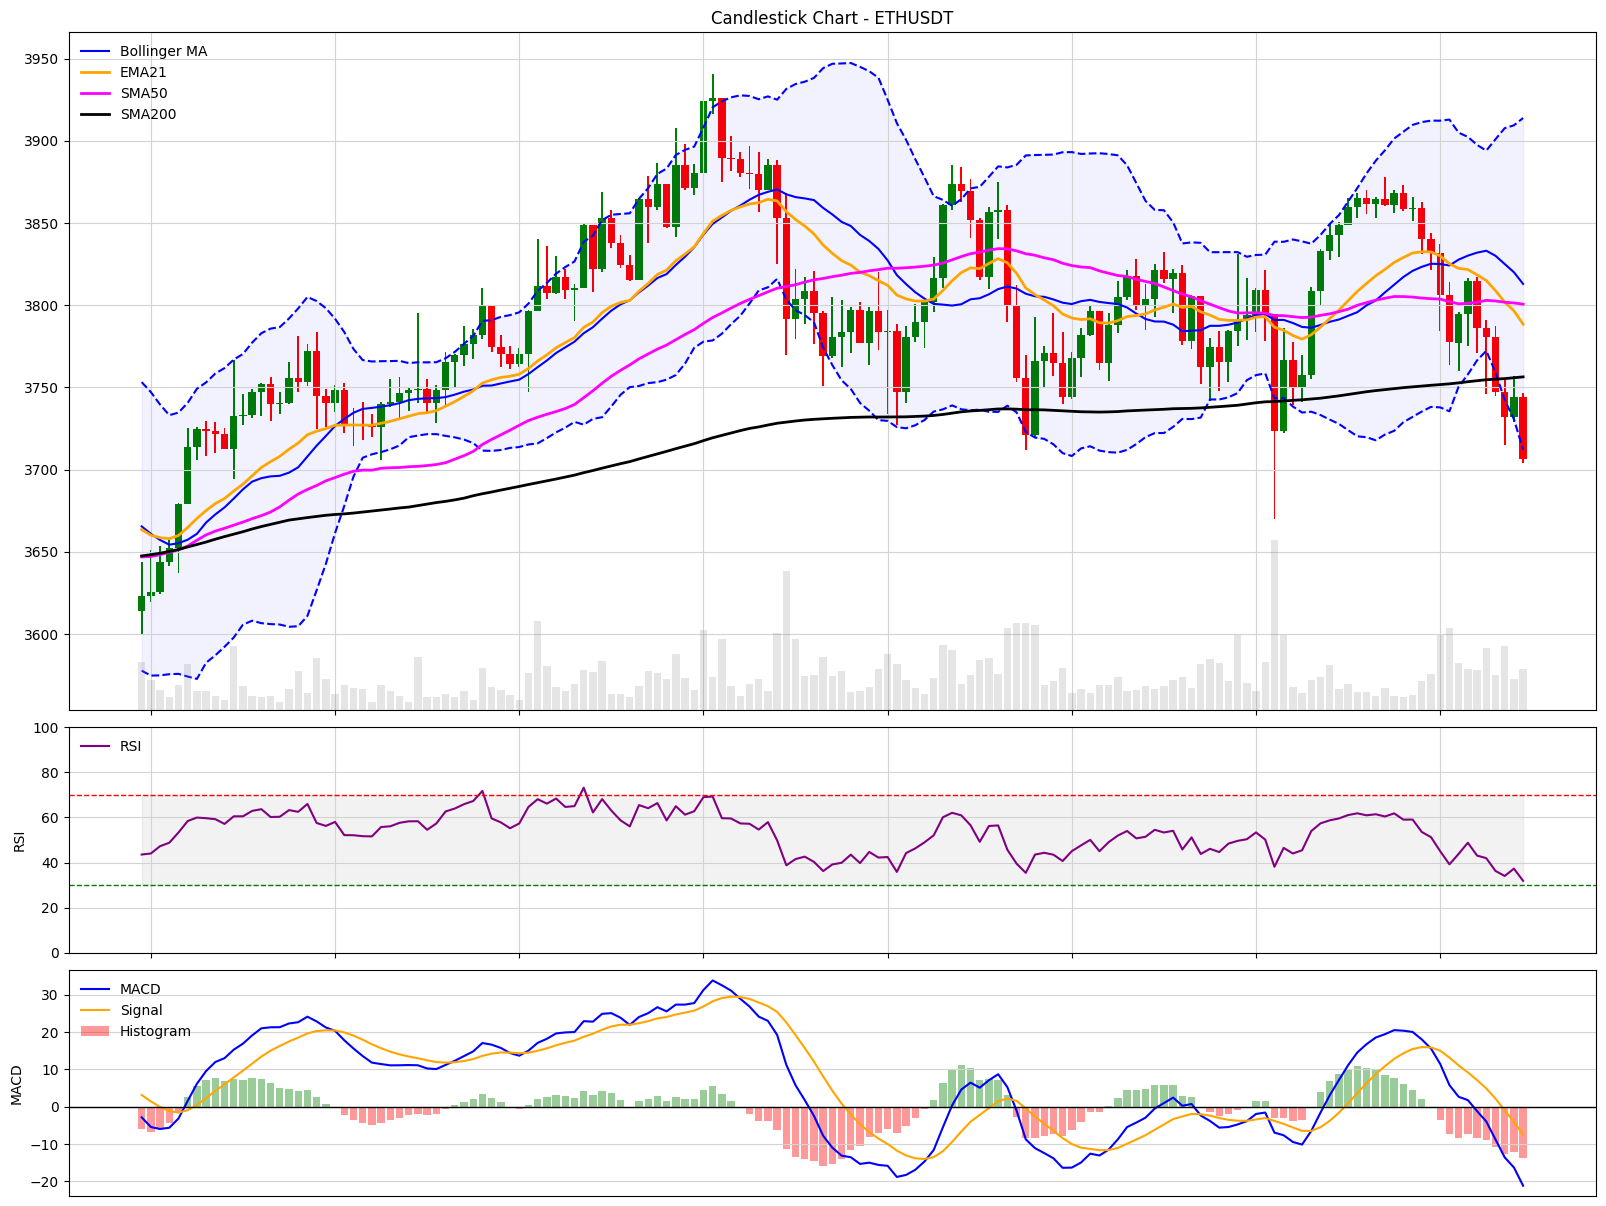 Candlestick Chart - ETHUSDT
Bollinger MA
EMA21
SMA50
SMA200
3950
3900
3850
3800
3750
3700
3650
3600
RSI
RSI
100
80
60
40
20
0
MACD
Signal
Histogram
MACD
30
20
10
0
−10
−20